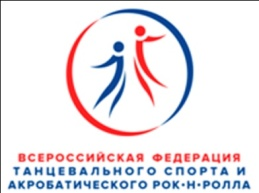 ВСЕРОССИЙСКАЯ ФЕДЕРАЦИЯ
ТАНЦЕВАЛЬНОГО СПОРТА И
АКРОБАТИЧЕСКОГО РОК·Н·РОЛЛА